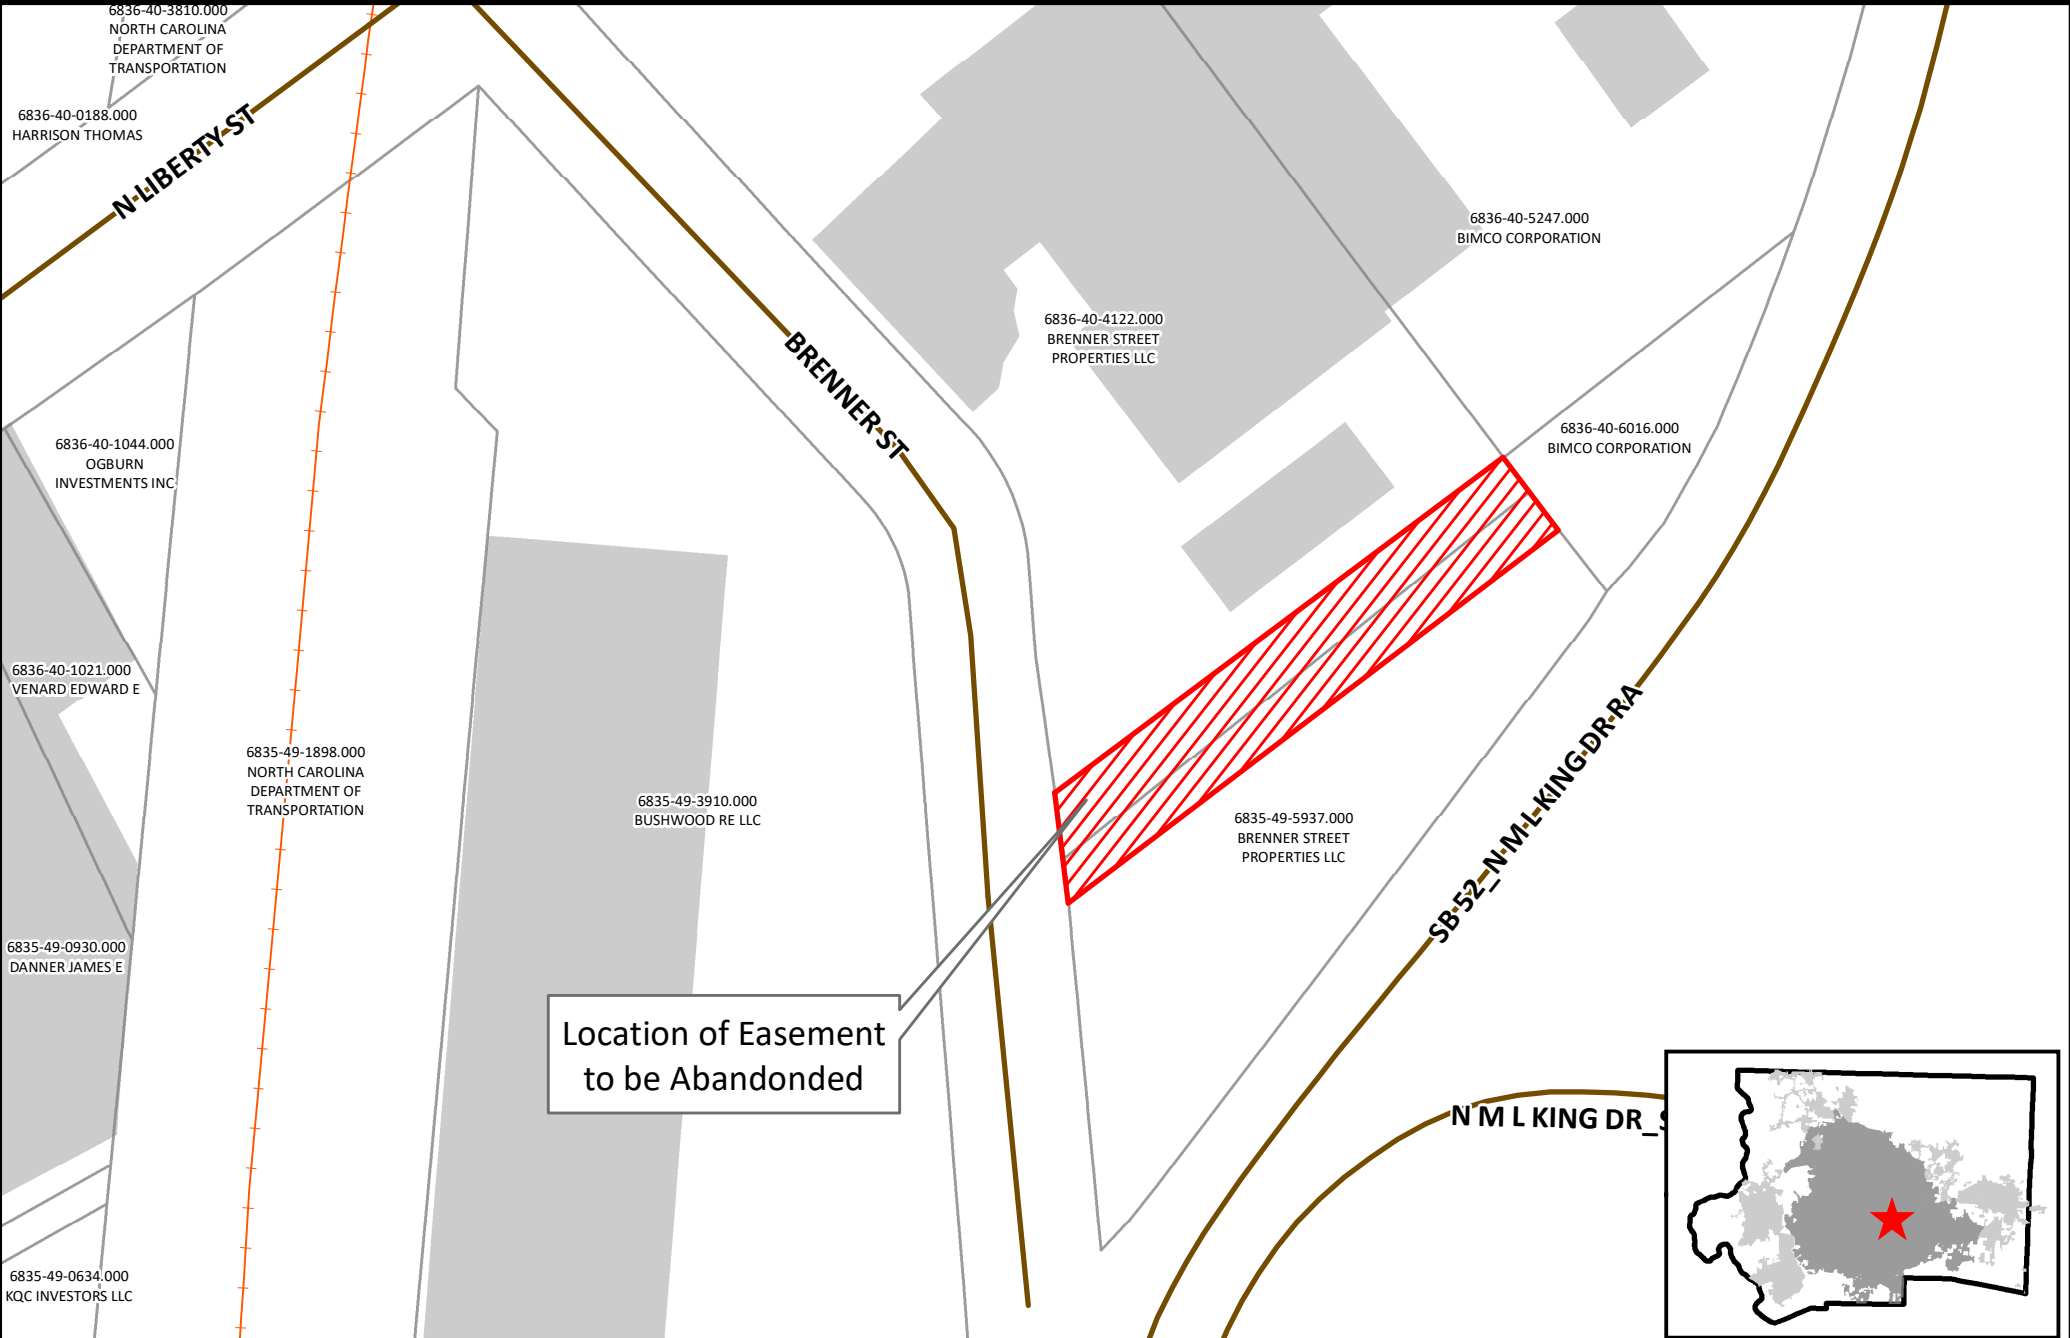 6836-40-3810.000
NORTH CAROLINA
DEPARTMENT OF
TRANSPORTATION
6836-40-0188.000
HARRISON THOMAS
N LIBERTY ST
6836-40-5247.000
BIMCO CORPORATION
6836-40-4122.000
BRENNER STREET
PROPERTIES LLC
BRENNER ST
6836-40-6016.000
BIMCO CORPORATION
6836-40-1044.000
OGBURN
INVESTMENTS INC
6836-40-1021.000
VENARD EDWARD E
6835-49-1898.000
NORTH CAROLINA
DEPARTMENT OF
TRANSPORTATION
6835-49-3910.000
BUSHWOOD RE LLC
6835-49-5937.000
BRENNER STREET
PROPERTIES LLC
SB 52_N M L KING DR RA
6835-49-0930.000
DANNER JAMES E
Location of Easement
to be Abandonded
N M L KING DR_S
6835-49-0634.000
KQC INVESTORS LLC